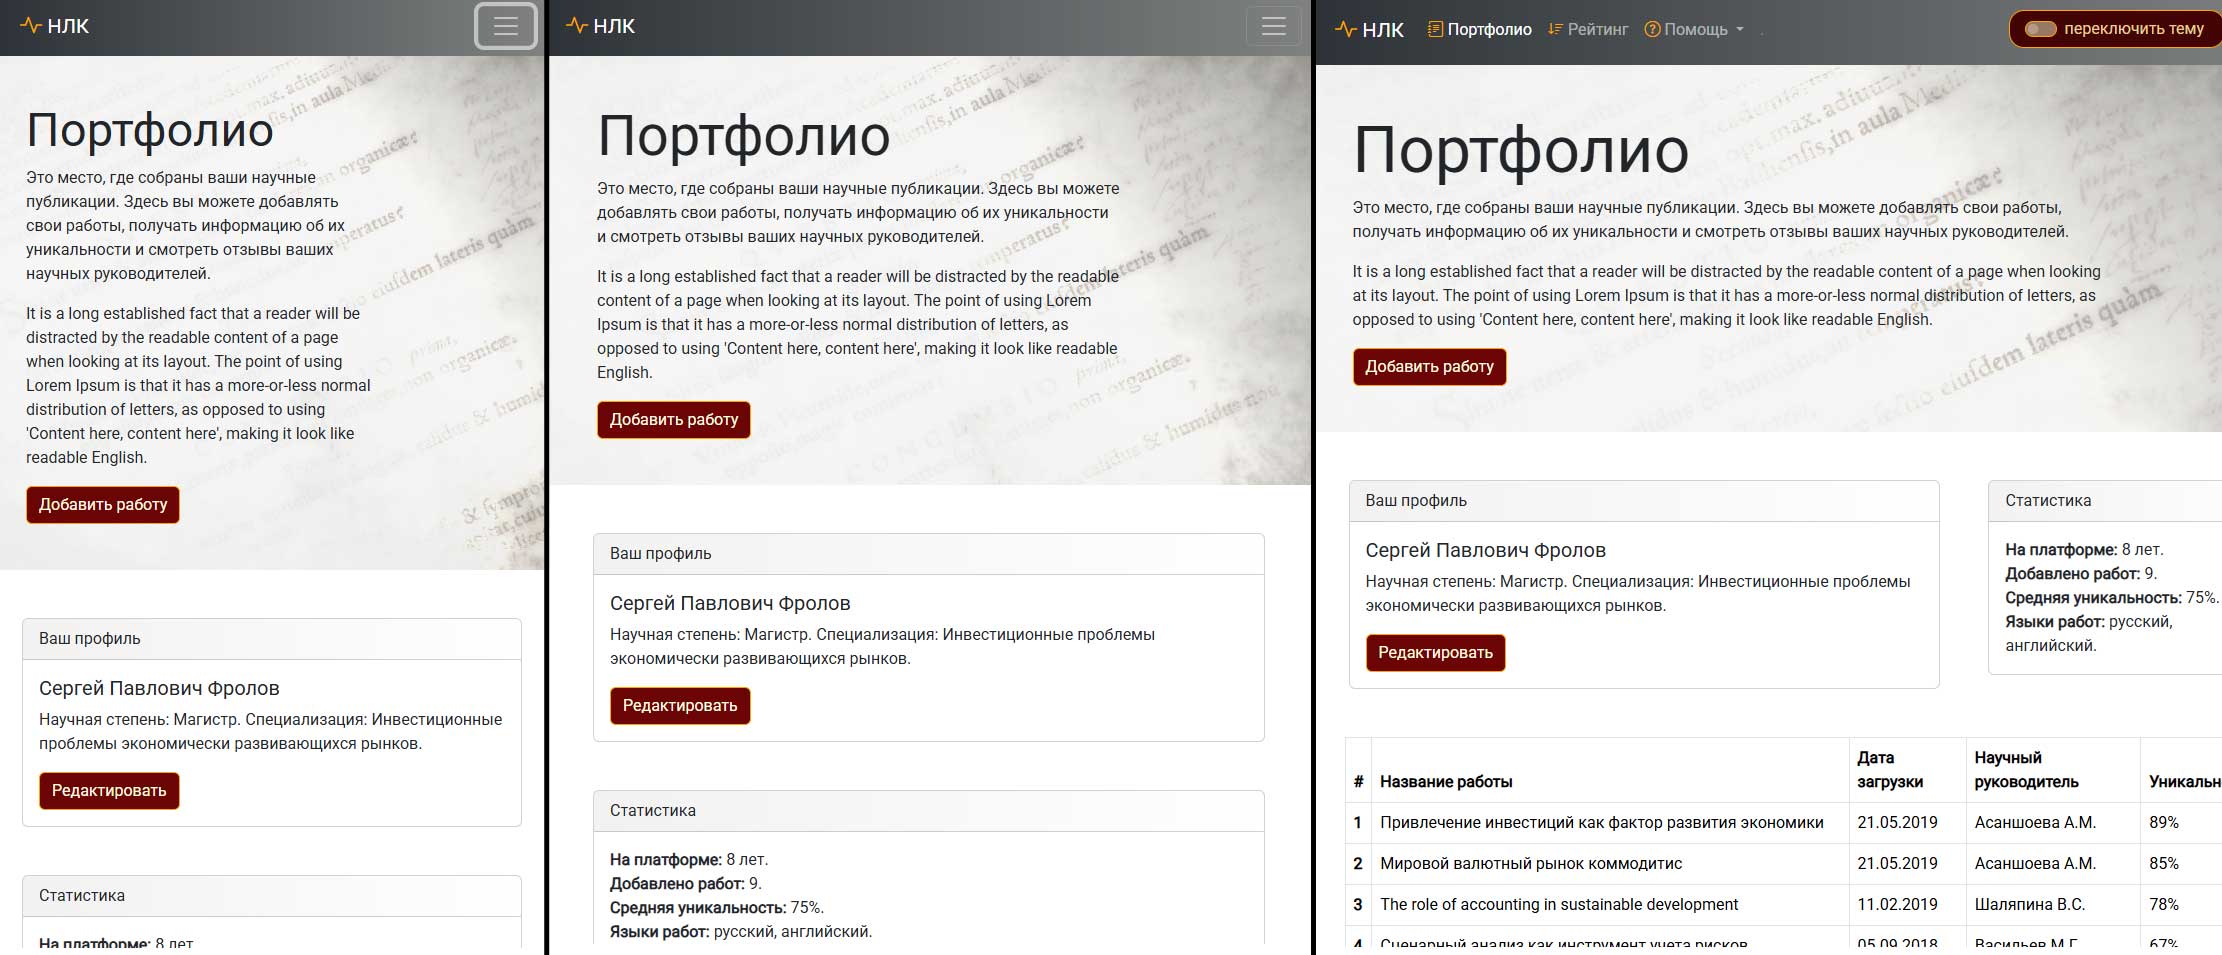 НЛК
Портфолио
Это место, где собраны ваши научные
публикации. Здесь вы можете добавлять
свои работы, получать информацию об их
уникальности и смотреть отзывы ваших
научных руководителей.
It is a long established fact that a reader will be
distracted by the readable content of a page
when looking at its layout. The point of using
Lorem Ipsum is that it has a more-or-less normal
distribution of letters, as opposed to using
'Content here, content here', making it look like
readable English.
Добавить работу
Ваш профиль
Сергей Павлович Фролов
Научная степень: Магистр. Специализация: Инвестиционные
проблемы экономически развивающихся рынков.
Редактировать
Статистика
На платформе: 8 лет
НЛК
Портфолио
Это место, где собраны ваши научные публикации. Здесь вы можете
добавлять свои работы, получать информацию об их уникальности
и смотреть отзывы ваших научных руководителей.
It is a long established fact that a reader will be distracted by the readable
content of a page when looking at its layout. The point of using Lorem
Ipsum is that it has a more-or-less normal distribution of letters, as
opposed to using 'Content here, content here', making it look like readable
English.
Добавить работу
Ваш профиль
Сергей Павлович Фролов
Научная степень: Магистр. Специализация: Инвестиционные проблемы
экономически развивающихся рынков.
Редактировать
Статистика
На платформе: 8 лет.
Добавлено работ: 9.
Средняя уникальность: 75%.
Языки работ: русский, английский.
НЛК Портфолио Рейтинг Помощь . переключить тему
Портфолио
Это место, где собраны ваши научные публикации. Здесь вы можете добавлять свои работы,
получать информацию об их уникальности и смотреть отзывы ваших научных руководителей.
It is a long established fact that a reader will be distracted by the readable content of a page when looking
at its layout. The point of using Lorem Ipsum is that it has a more-or-less normal distribution of letters, as
opposed to using 'Content here, content here', making it look like readable English.
Добавить работу
Ваш профиль
Сергей Павлович Фролов
Научная степень: Магистр. Специализация: Инвестиционные проблемы
экономически развивающихся рынков.
Редактировать
Статистика
На платформе: 8 лет.
Добавлено работ: 9.
Средняя уникальность: 75%.
Языки работ: русский,
английский.
# Название работы Дата загрузки Научный руководитель Уникальн
1 Привлечение инвестиций как фактор развития экономики 21.05.2019 Асаншоева А.М. 89%
2 Мировой валютный рынок коммодитис 21.05.2019 Асаншоева А.М. 85%
3 The role of accounting in sustainable development 11.02.2019 Шаляпина В.С. 78%
4 Сценарный анализ как инструмент учета рисков 05.09.2018 Васильев М.Г. 67%